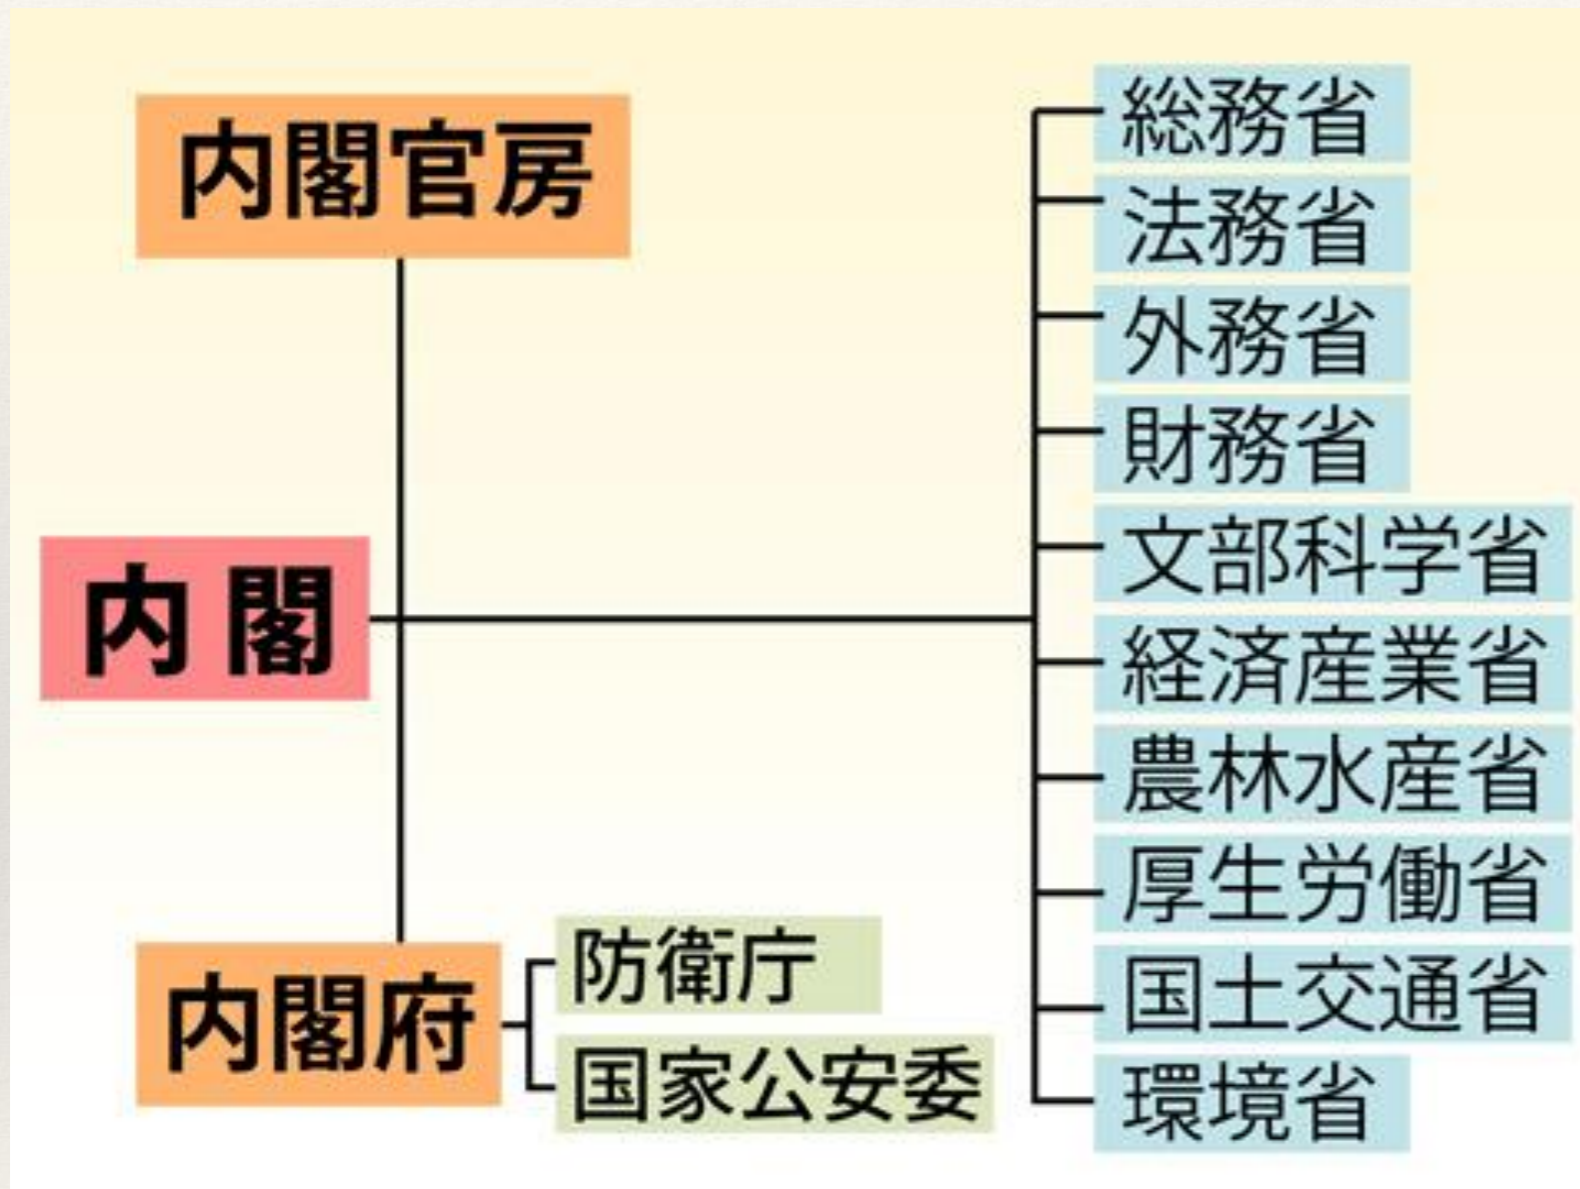 内閣官房
内閣
内閣府
防衛庁
国家公安委
総務省
法務省
外務省
財務省
文部科学省
経済産業省
農林水産省
厚生労働省
国土交通省
環境省